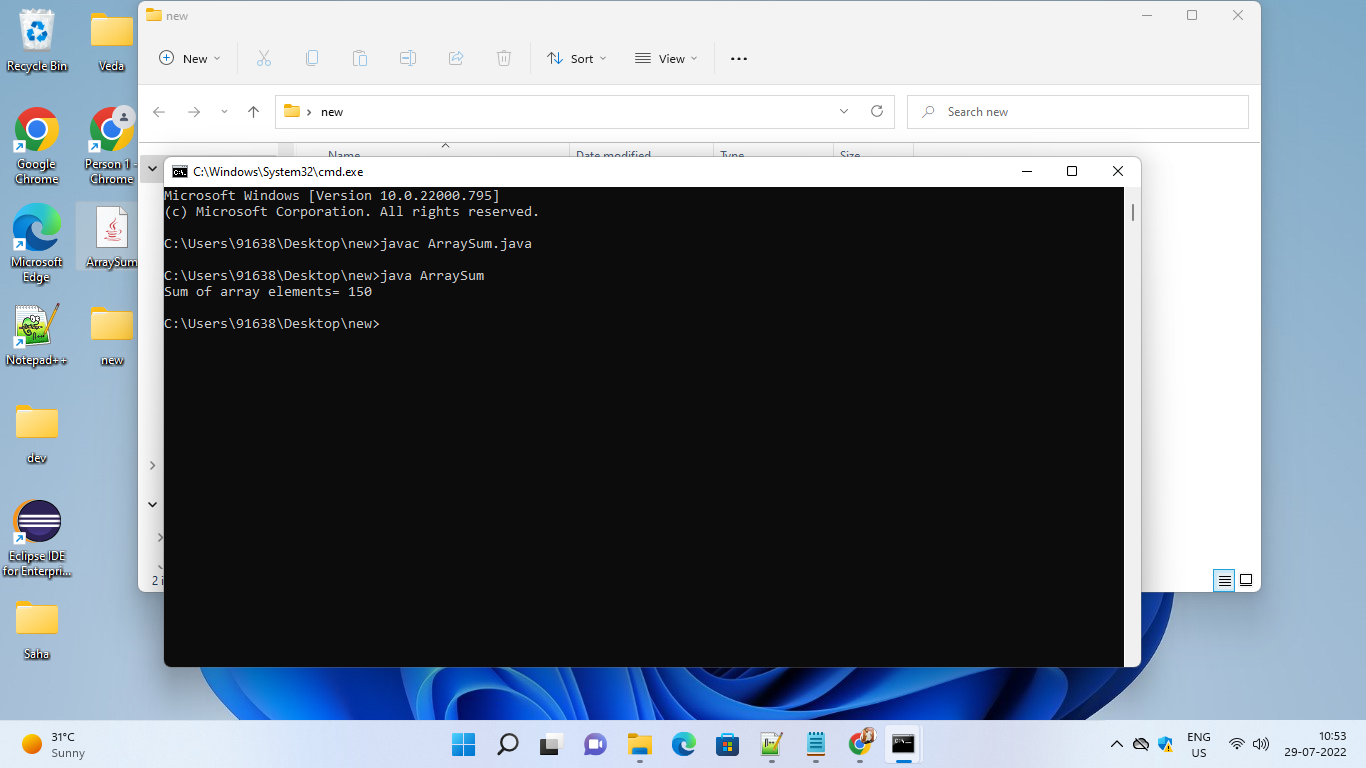 Recycle Bin
Veda
Google
Chrome
Person 1 -
Chrome
Microsoft
Edge
ArraySum
Notepad++
new
dev
Eclipse IDE
for Enterpri...
Saha
new
New
Sort
View
new
Search new
Name
Date modified
Type
Size
C:\Windows\System32\cmd.exe
Microsoft Windows [Version 10.0.22000.795]
(c) Microsoft Corporation. All rights reserved.
C:\Users\91638\Desktop\new>javac ArraySum.java
C:\Users\91638\Desktop\new>java ArraySum
Sum of array elements= 150
C:\Users\91638\Desktop\new>
2 i
31°C
Sunny
ENG
US
10:53
29-07-2022